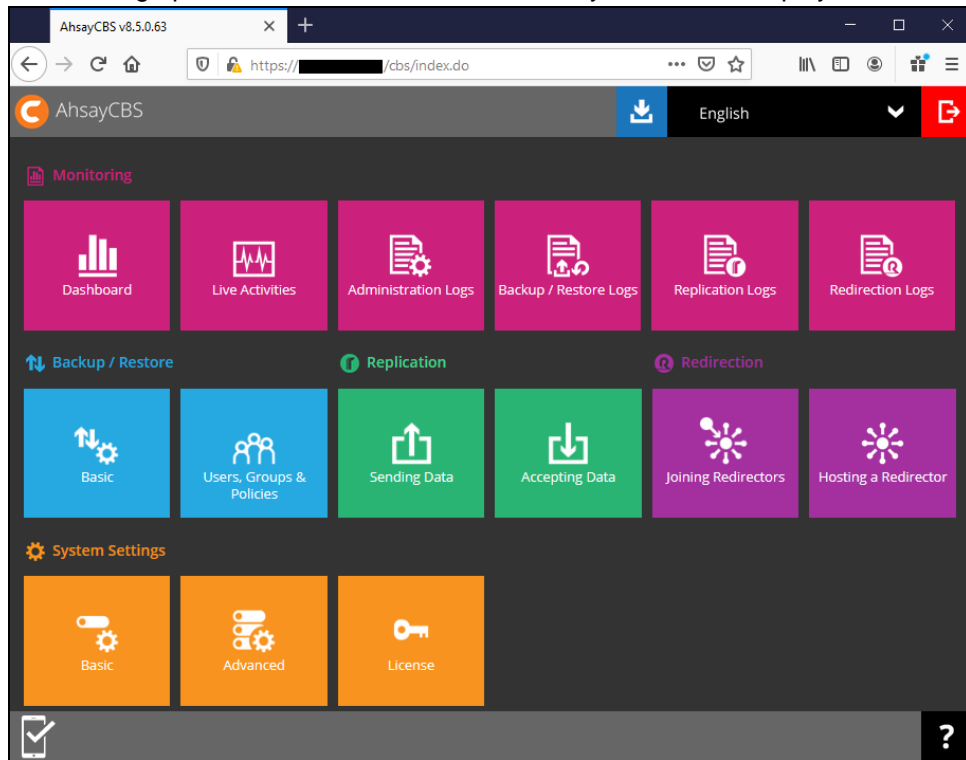 AhsayCBS v8.5.0.63
https://
/cbs/index.do
AhsayCBS
English
Monitoring
Dashboard
Live Activities
Administration Logs
Backup / Restore Logs
Replication Logs
Redirection Logs
Backup / Restore
Replication
Redirection
Basic
Users, Groups &
Policies
Sending Data
Accepting Data
Joining Redirectors
Hosting a Redirector
System Settings
Basic
Advanced
License
?